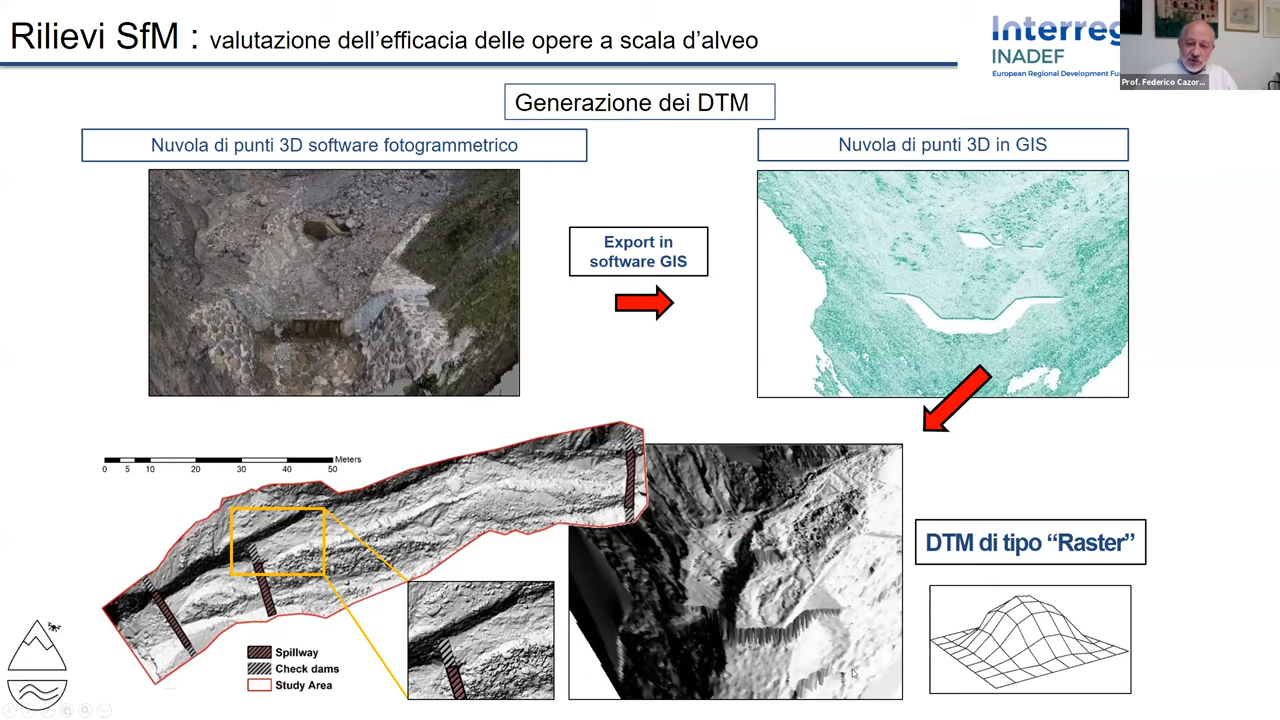 Rilievi SfM : valutazione dell'efficacia delle opere a scala d'alveo
Interreg
INADEF
European Regional Development Fu
Prof. Federico Cazor...
Generazione dei DTM
Nuvola di punti 3D software fotogrammetrico
Nuvola di punti 3D in GIS
Export in
software GIS
Meters
0 5 10 20 30 40 50
DTM di tipo “Raster”
Spillway
Check dams
Study Area